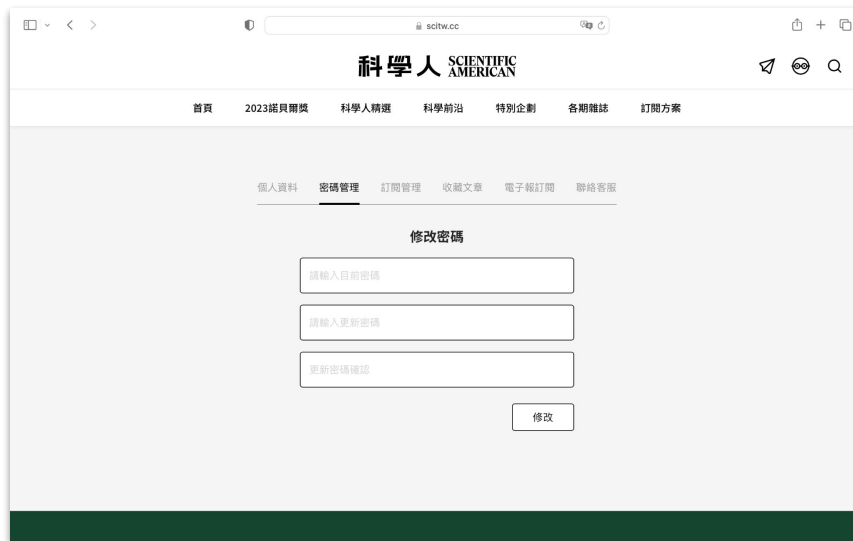 scitw.cc
科學人 SCIENTIFIC AMERICAN
首頁 2023諾貝爾獎 科學人精選 科學前沿 特別企劃 各期雜誌 訂閱方案
個人資料 密碼管理 訂閱管理 收藏文章 電子報訂閱 聯絡客服
修改密碼
請輸入目前密碼
請輸入更新密碼
更新密碼確認
修改